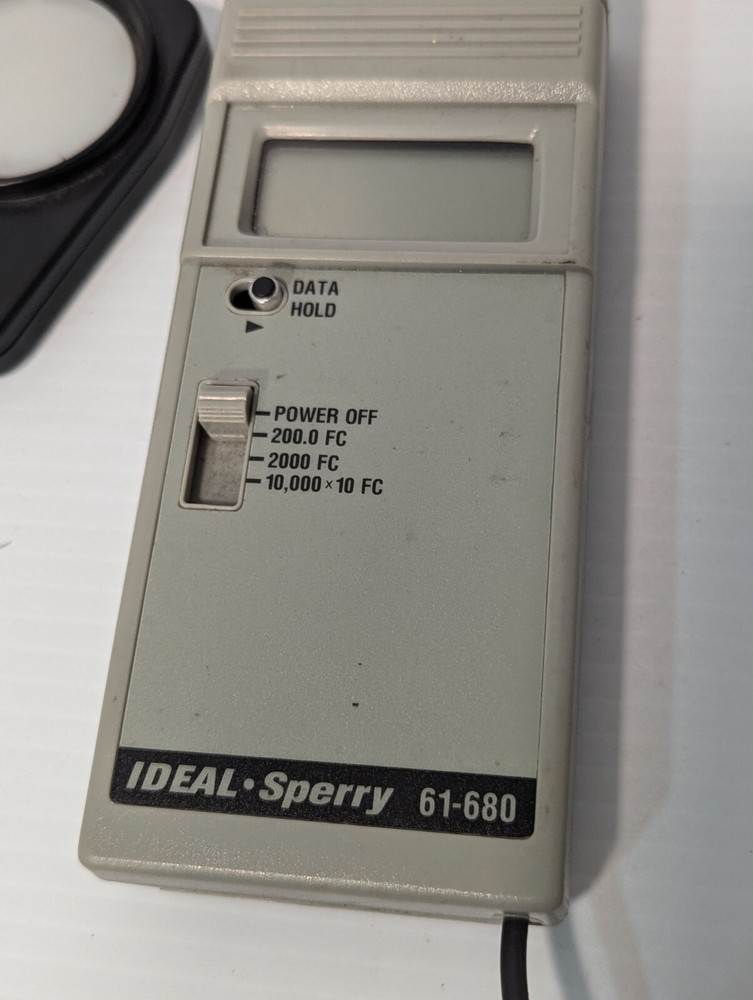 DATA
HOLD
POWER OFF
200.0 FC
2000 FC
10,000 × 10 FC
IDEAL • Sperry 61-680